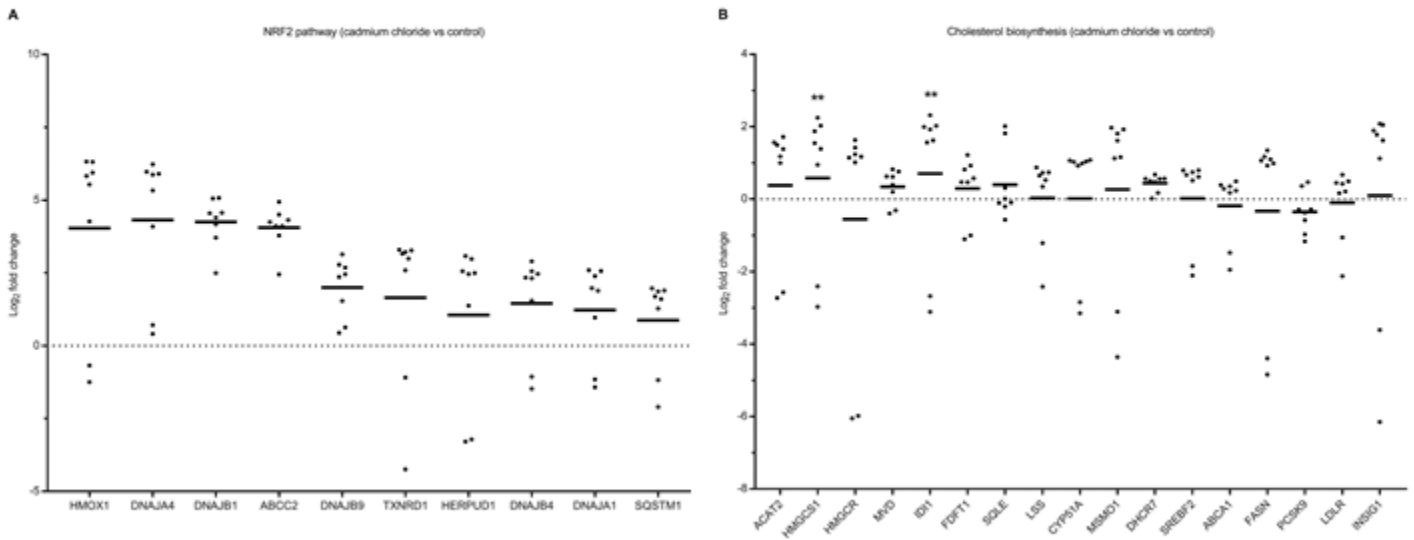 A
NRF2 pathway (cadmium chloride vs control)
Log2 fold change
10
5
0
-5
HMOX1 DNAJA4 DNAJB1 ABCC2 DNAJB9 TXNRD1 HERPUD1 DNAJB4 DNAJA1 SQSTM1
B
Cholesterol biosynthesis (cadmium chloride vs control)
Log2 fold change
4
2
0
-2
-4
-6
-8
** **
ACAT2 HMGCS1 HMGCR MVD IDI1 FDFT1 SQLE LSS CYP51A MSMO1 DHCR7 SREBF2 ABCA1 FASN PCSK9 LDLR INSIG1